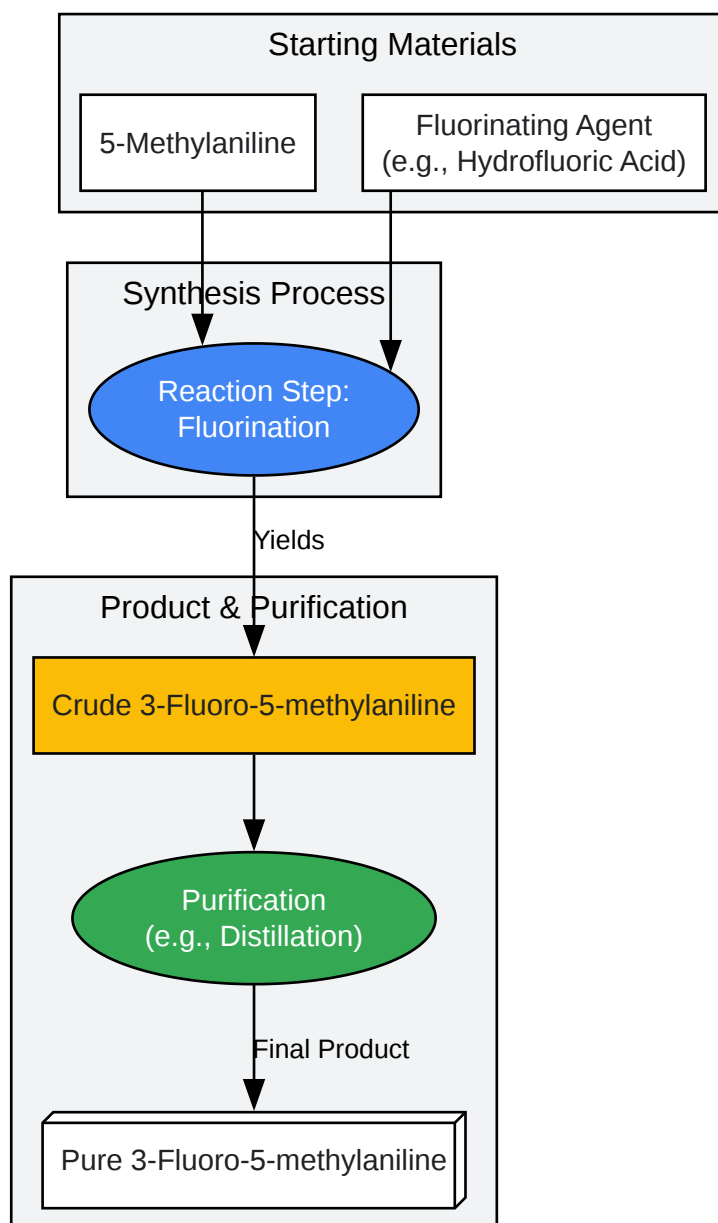 Starting Materials
5-Methylaniline
Fluorinating Agent
(e.g., Hydrofluoric Acid)
Synthesis Process
Reaction Step:
Fluorination
Yields
Product & Purification
Crude 3-Fluoro-5-methylaniline
Purification
(e.g., Distillation)
Final Product
Pure 3-Fluoro-5-methylaniline